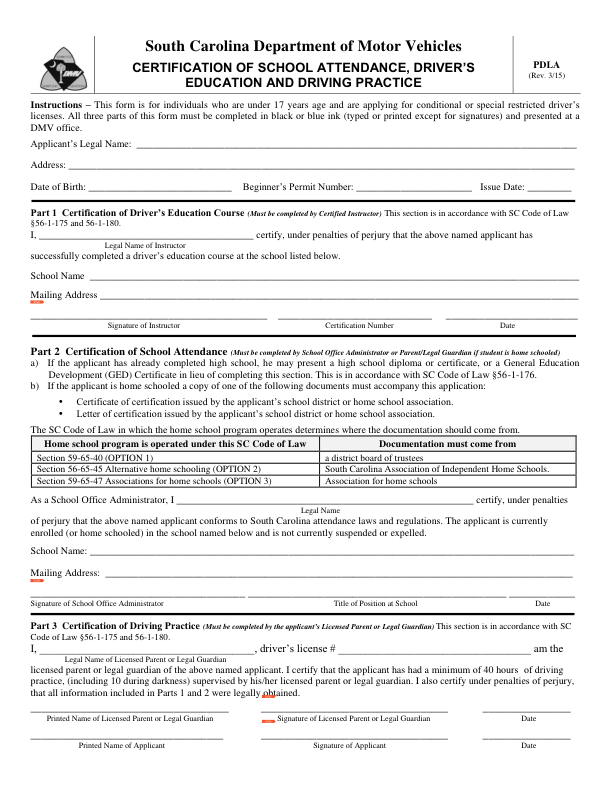 South Carolina Department of Motor Vehicles
CERTIFICATION OF SCHOOL ATTENDANCE, DRIVER'S
EDUCATION AND DRIVING PRACTICE
PDLA
(Rev. 3/15)
Instructions – This form is for individuals who are under 17 years age and are applying for conditional or special restricted driver's
licenses. All three parts of this form must be completed in black or blue ink (typed or printed except for signatures) and presented at a
DMV office.
Applicant's Legal Name: 
Address: 
Date of Birth: Beginner's Permit Number: Issue Date: 
Part 1 Certification of Driver's Education Course (Must be completed by Certified Instructor) This section is in accordance with SC Code of Law
§56-1-175 and 56-1-180.
I, certify, under penalties of perjury that the above named applicant has
Legal Name of Instructor
successfully completed a driver's education course at the school listed below.
School Name
Mailing Address
Signature of Instructor Certification Number Date
Part 2 Certification of School Attendance (Must be completed by School Office Administrator or Parent/Legal Guardian if student is home schooled)
a) If the applicant has already completed high school, he may present a high school diploma or certificate, or a General Education
Development (GED) Certificate in lieu of completing this section. This is in accordance with SC Code of Law §56-1-176.
b) If the applicant is home schooled a copy of one of the following documents must accompany this application:
• Certificate of certification issued by the applicant's school district or home school association.
• Letter of certification issued by applicant's school district or home school association.
The SC Code of Law in which the home school program operates determines where the documentation should come from.
Home school program is operated under this SC Code of Law Documentation must come from
Section 59-65-40 (OPTION 1) a district board of trustees
Section 56-65-45 Alternative home schooling (OPTION 2) South Carolina Association of Independent Home Schools.
Section 59-65-47 Associations for home schools (OPTION 3) Association for home schools
As a School Office Administrator, I certify, under penalties
Legal Name
of perjury that the above named applicant conforms to South Carolina attendance laws and regulations. The applicant is currently
enrolled (or home schooled) in the school named below and is not currently suspended or expelled.
School Name:
Mailing Address:
Signature of School Office Administrator Title of Position at School Date
Part 3 Certification of Driving Practice (Must be completed by the applicant's Licensed Parent or Legal Guardian) This section is in accordance with SC
Code of Law §56-1-175 and 56-1-180.
I, , driver's license # am the
Legal Name of Licensed Parent or Legal Guardian
licensed parent or legal guardian of the above named applicant. I certify that the applicant has had a minimum of 40 hours of driving
practice, (including 10 during darkness) supervised by his/her licensed parent or legal guardian. I also certify under penalties of perjury,
that all information included in Parts 1 and 2 were legally obtained.
Printed Name of Licensed Parent or Legal Guardian Signature of Licensed Parent or Legal Guardian Date
Printed Name of Applicant Signature of Applicant Date